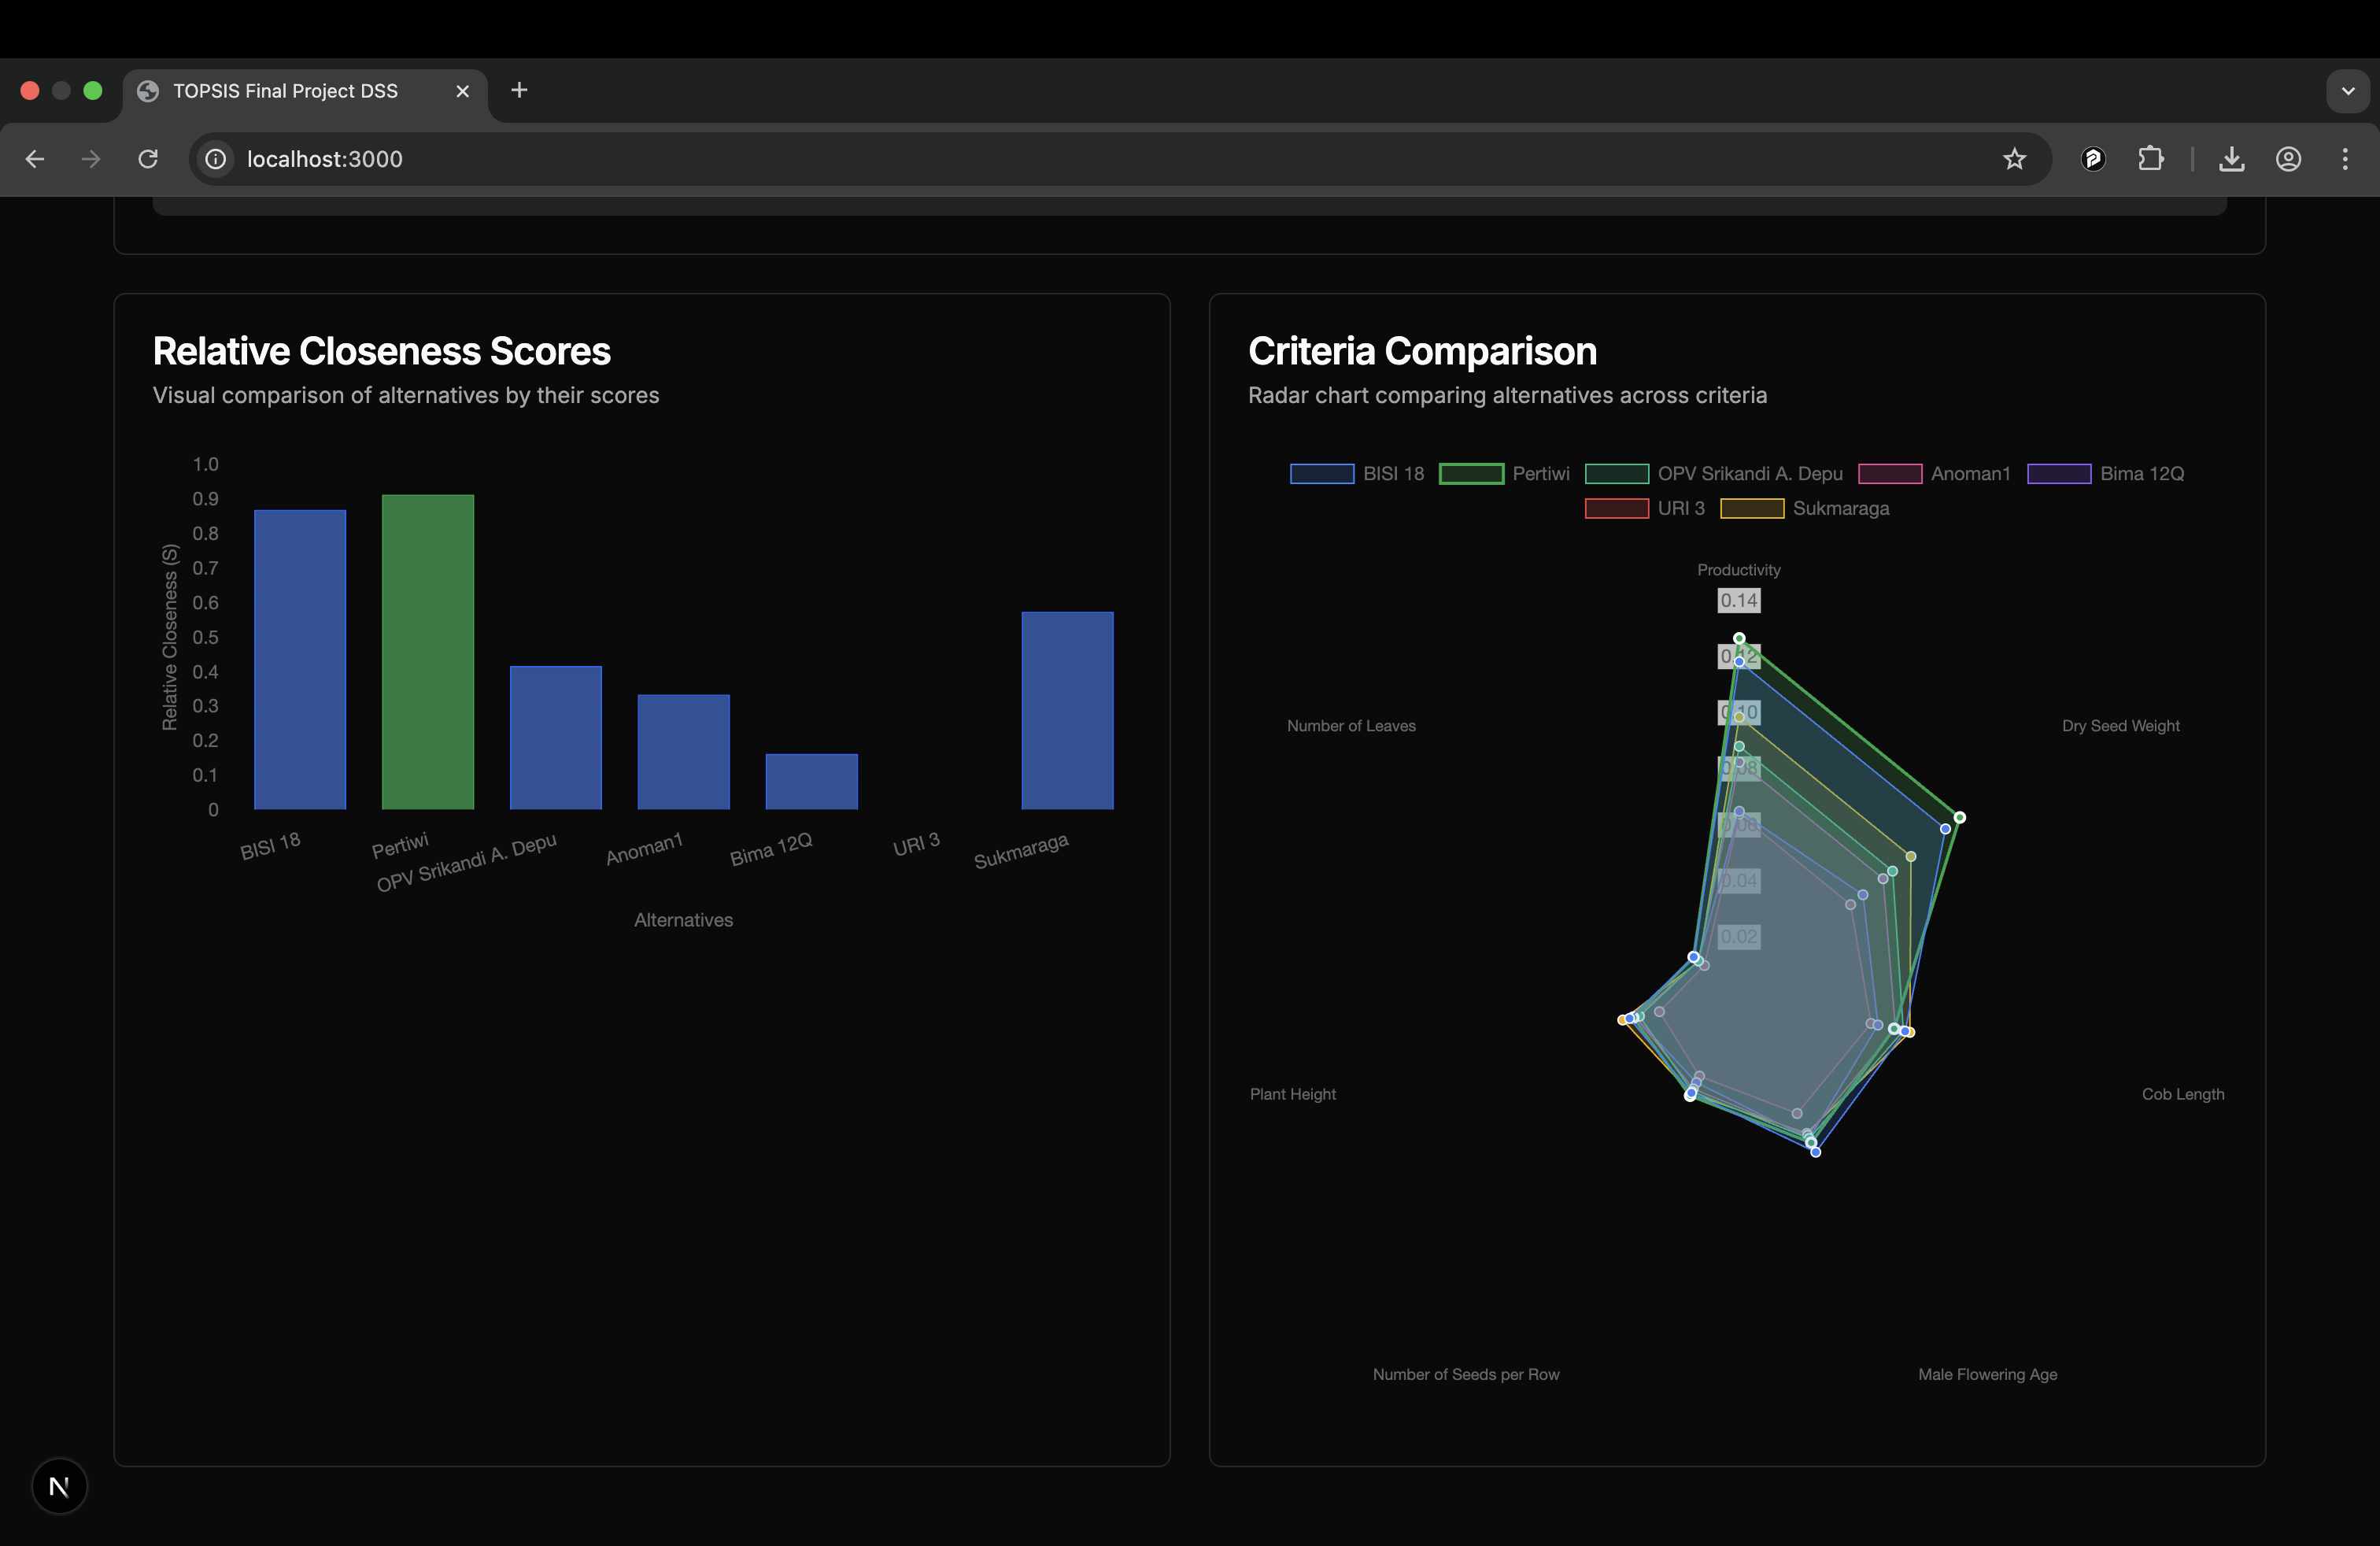 TOPSIS Final Project DSS
localhost:3000
Relative Closeness Scores
Visual comparison of alternatives by their scores
1.0
0.9
0.8
0.7
0.6
0.5
0.4
0.3
0.2
0.1
0
Relative Closeness (S)
BISI 18
Pertiwi
OPV Srikandi A. Depu
Anoman1
Bima 12Q
URI 3
Sukmaraga
Alternatives
Criteria Comparison
Radar chart comparing alternatives across criteria
BISI 18 Pertiwi OPV Srikandi A. Depu Anoman1 Bima 12Q
URI 3 Sukmaraga
Productivity
0.14
0.12
0.10
0.08
0.06
0.04
0.02
Number of Leaves
Dry Seed Weight
Plant Height
Cob Length
Number of Seeds per Row
Male Flowering Age
N